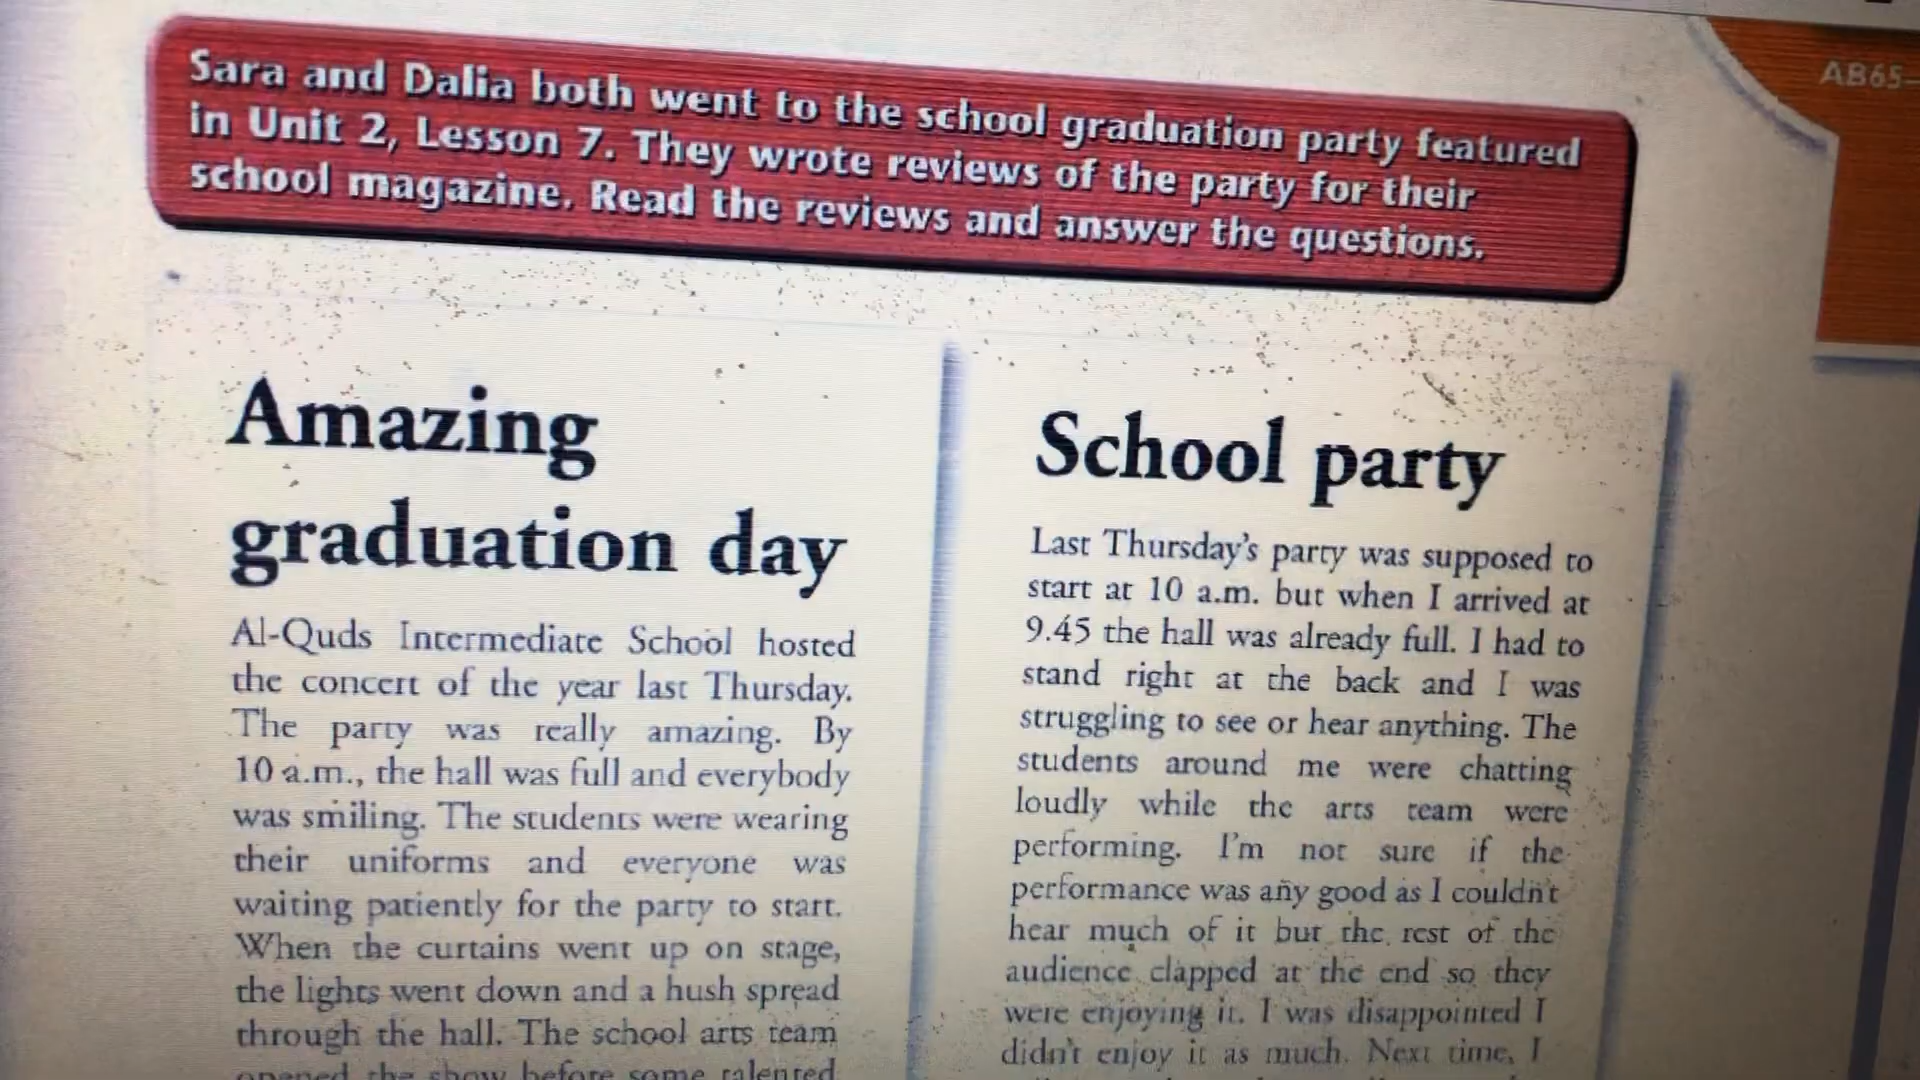 AB65-
Sara and Dalia both went to the school graduation party featured
in Unit 2, Lesson 7. They wrote reviews of the party for their
school magazine. Read the reviews and answer the questions.
Amazing
graduation day
Al-Quds Intermediate School hosted
the concert of the year last Thursday.
The party was really amazing. By
10 a.m., the hall was full and everybody
was smiling. The students were wearing
their uniforms and everyone was
waiting patiently for the party to start.
When the curtains went up on stage,
the lights went down and a hush spread
through the hall. The school arts team
opened the show before some talented
School party
Last Thursday's party was supposed to
start at 10 a.m. but when I arrived at
9.45 the hall was already full. I had to
stand right at the back and I was
struggling to see or hear anything. The
students around me were chatting
loudly while the arts team were
performing. I'm not sure if the
performance was any good as I couldn't
hear much of it but the rest of the
audience clapped at the end so they
were enjoying it. I was disappointed I
didn't enjoy it as much. Next time, I